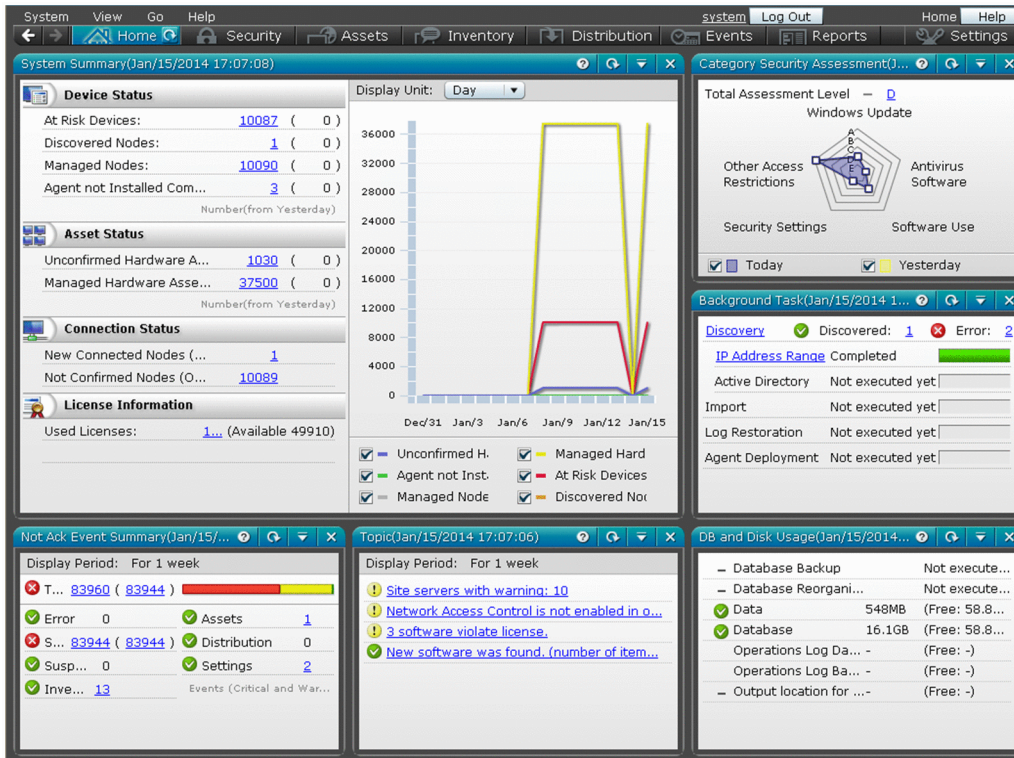 System View Go Help system Log Out Home Help
Home Security Assets Inventory Distribution Events Reports Settings
System Summary(Jan/15/2014 17:07:08)
Device Status
At Risk Devices: 10087 ( 0 )
Discovered Nodes: 1 ( 0 )
Managed Nodes: 10090 ( 0 )
Agent not Installed Com... 3 ( 0 )
Number(from Yesterday)
Asset Status
Unconfirmed Hardware A... 1030 ( 0 )
Managed Hardware Asse... 37500 ( 0 )
Number(from Yesterday)
Connection Status
New Connected Nodes (... 1
Not Confirmed Nodes (O... 10089
License Information
Used Licenses: 1... (Available 49910)
Display Unit: Day
36000
32000
28000
24000
20000
16000
12000
8000
4000
0
Dec/31 Jan/3 Jan/6 Jan/9 Jan/12 Jan/15
Unconfirmed H. Managed Hard
Agent not Inst. At Risk Devices
Managed Node Discovered Noc
Category Security Assessment(J...
Total Assessment Level – D
Windows Update
A
B
C
D
E
Other Access Restrictions
Antivirus Software
Security Settings
Software Use
Today Yesterday
Background Task(Jan/15/2014 1...
Discovery Discovered: 1 Error: 2
IP Address Range Completed
Active Directory Not executed yet
Import Not executed yet
Log Restoration Not executed yet
Agent Deployment Not executed yet
Not Ack Event Summary(Jan/15/...
Display Period: For 1 week
T... 83960 ( 83944 )
Error 0 Assets 1
S... 83944 ( 83944 ) Distribution 0
Susp... 0 Settings 2
Inve... 13 Events (Critical and War...
Topic(Jan/15/2014 17:07:06)
Display Period: For 1 week
Site servers with warning: 10
Network Access Control is not enabled in o...
3 software violate license.
New software was found. (number of item...
DB and Disk Usage(Jan/15/2014...
Database Backup Not execute...
Database Reorgani... Not execute...
Data 548MB (Free: 58.8...
Database 16.1GB (Free: 58.8...
Operations Log Da... - (Free: -)
Operations Log Ba... - (Free: -)
Output location for ...- (Free: -)